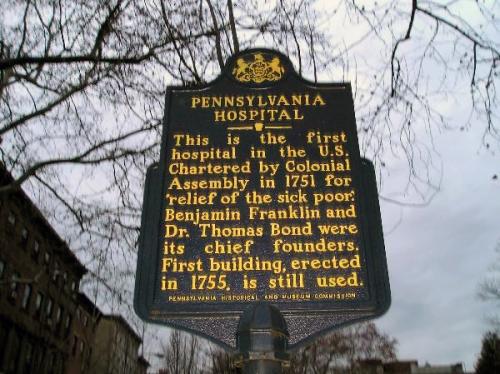 PENNSYLVANIA
HOSPITAL
This is the first
hospital in the U.S.
Chartered by Colonial
Assembly in 1751 for
'relief of the sick poor.'
Benjamin Franklin and
Dr. Thomas Bond were
its chief founders.
First building, erected
in 1755, is still used.
PENNSYLVANIA HISTORICAL AND MUSEUM COMMISSION